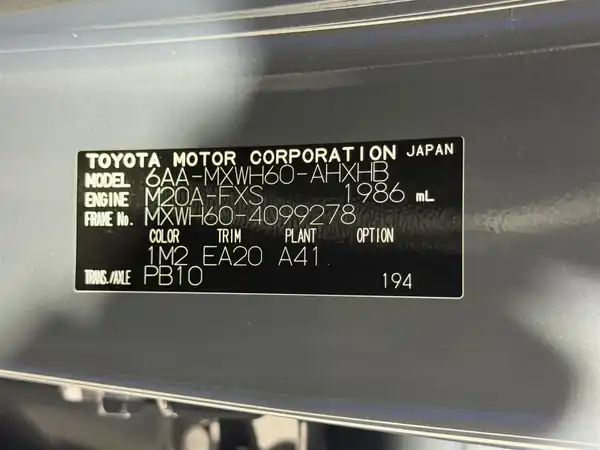 TOYOTA MOTOR CORPORATION JAPAN
MODEL 6AA-MXWH60-AHXHB
ENGINE M20A-FXS 1986 mL
FRAME No. MXWH60-4099278
COLOR TRIM PLANT OPTION
1M2 EA20 A41
TRANS./AXLE PB10 194